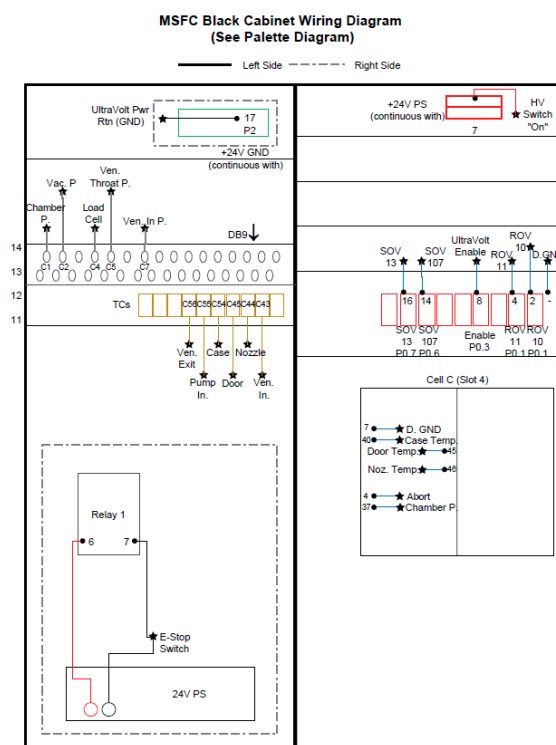 MSFC Black Cabinet Wiring Diagram
(See Palette Diagram)
Left Side
Right Side
UltraVolt Pwr
Rtn (GND)
17
P2
+24V GND
(continuous with)
+24V PS
(continuous with)
7
HV
Switch
"On"
Vac. P
Ven.
Throat P.
Chamber
P.
Load
Cell
Ven. In P.
DB9
14
C1 C2 C4 C5 C7
13
12
TCs
C56 C55 C54 C45 C44 C43
11
Ven.
Exit
Pump
In.
Case
Door
Nozzle
Ven.
In.
SOV
13
SOV
107
UltraVolt
Enable
ROV
11
ROV
10
D.GND
16 14 8 4 2 -
SOV
13
P0.7
SOV
107
P0.6
Enable
P0.3
ROV
11
P0.1
ROV
10
P0.1
Cell C (Slot 4)
7 D. GND
40 Case Temp.
Door Temp. 45
Noz. Temp. 46
4 Abort
37 Chamber P.
Relay 1
6 7
E-Stop
Switch
24V PS